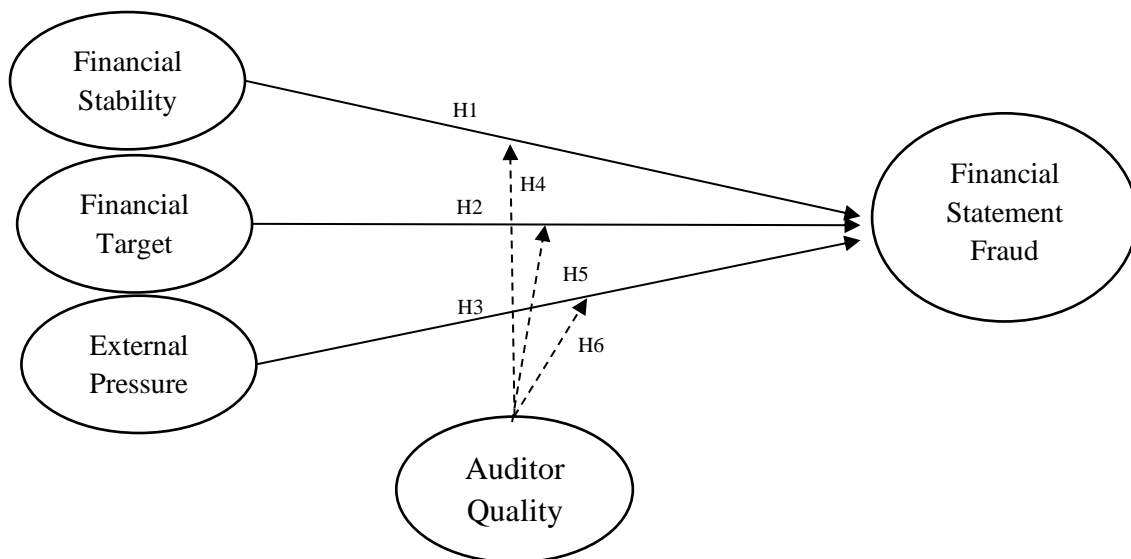 Financial
Stability
H1
H4
Financial
Target
H2
Financial
Statement
Fraud
H5
H3
External
Pressure
H6
Auditor
Quality